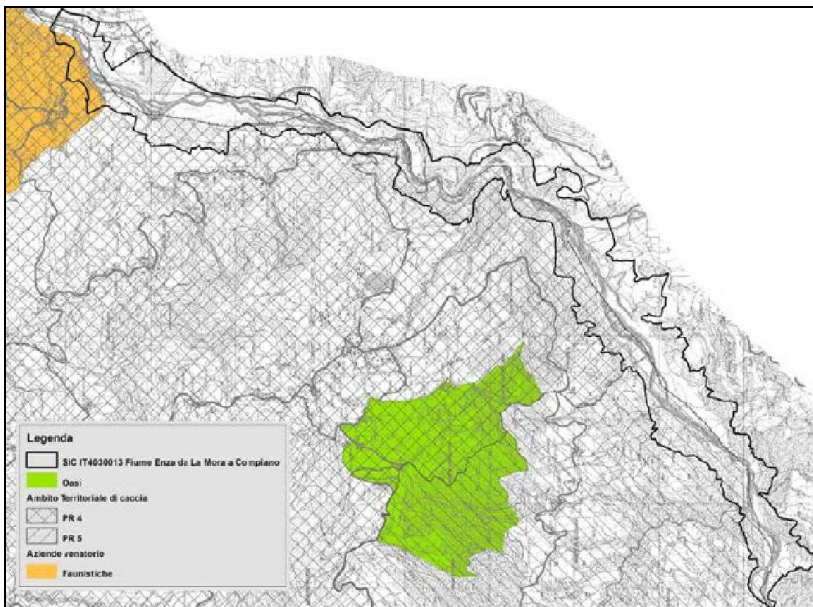 Legenda
SIC IT4030013 Fiume Enza da La Mora a Compiano
Oasi
Ambito Territoriale di caccia
PR 4
PR 5
Aziende venatorie
Faunistiche